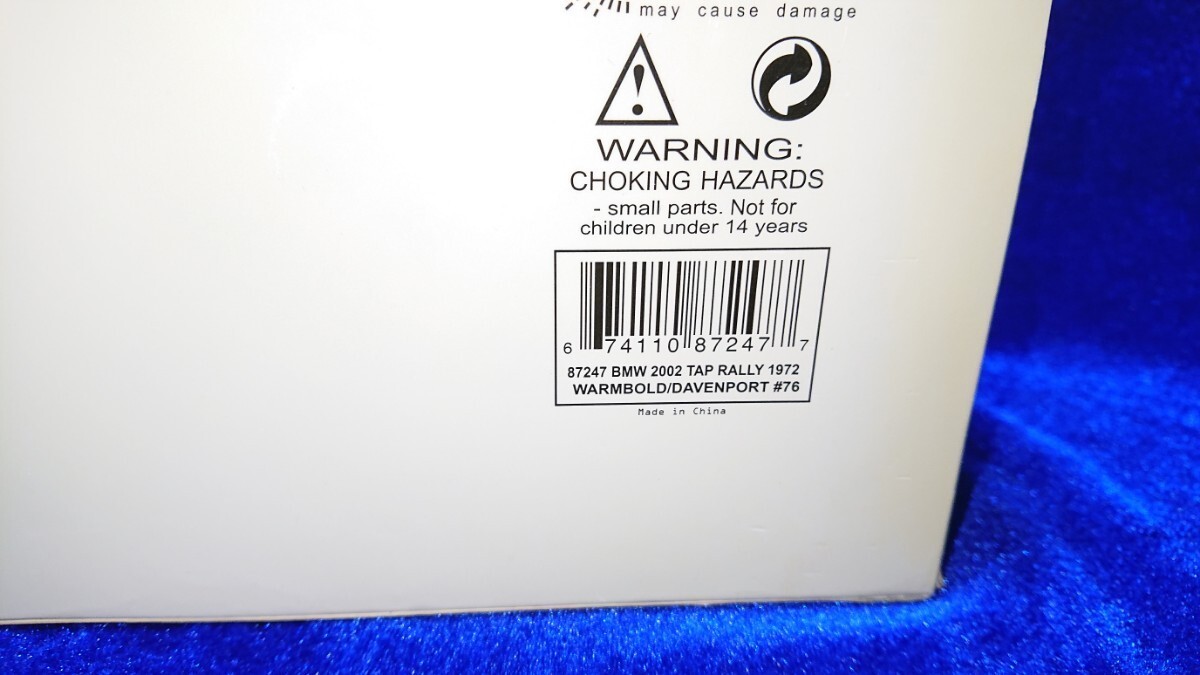 may cause damage
WARNING:
CHOKING HAZARDS
- small parts. Not for
children under 14 years
6 74110 87247 7
87247 BMW 2002 TAP RALLY 1972
WARMBOLD/DAVENPORT #76
Made in China